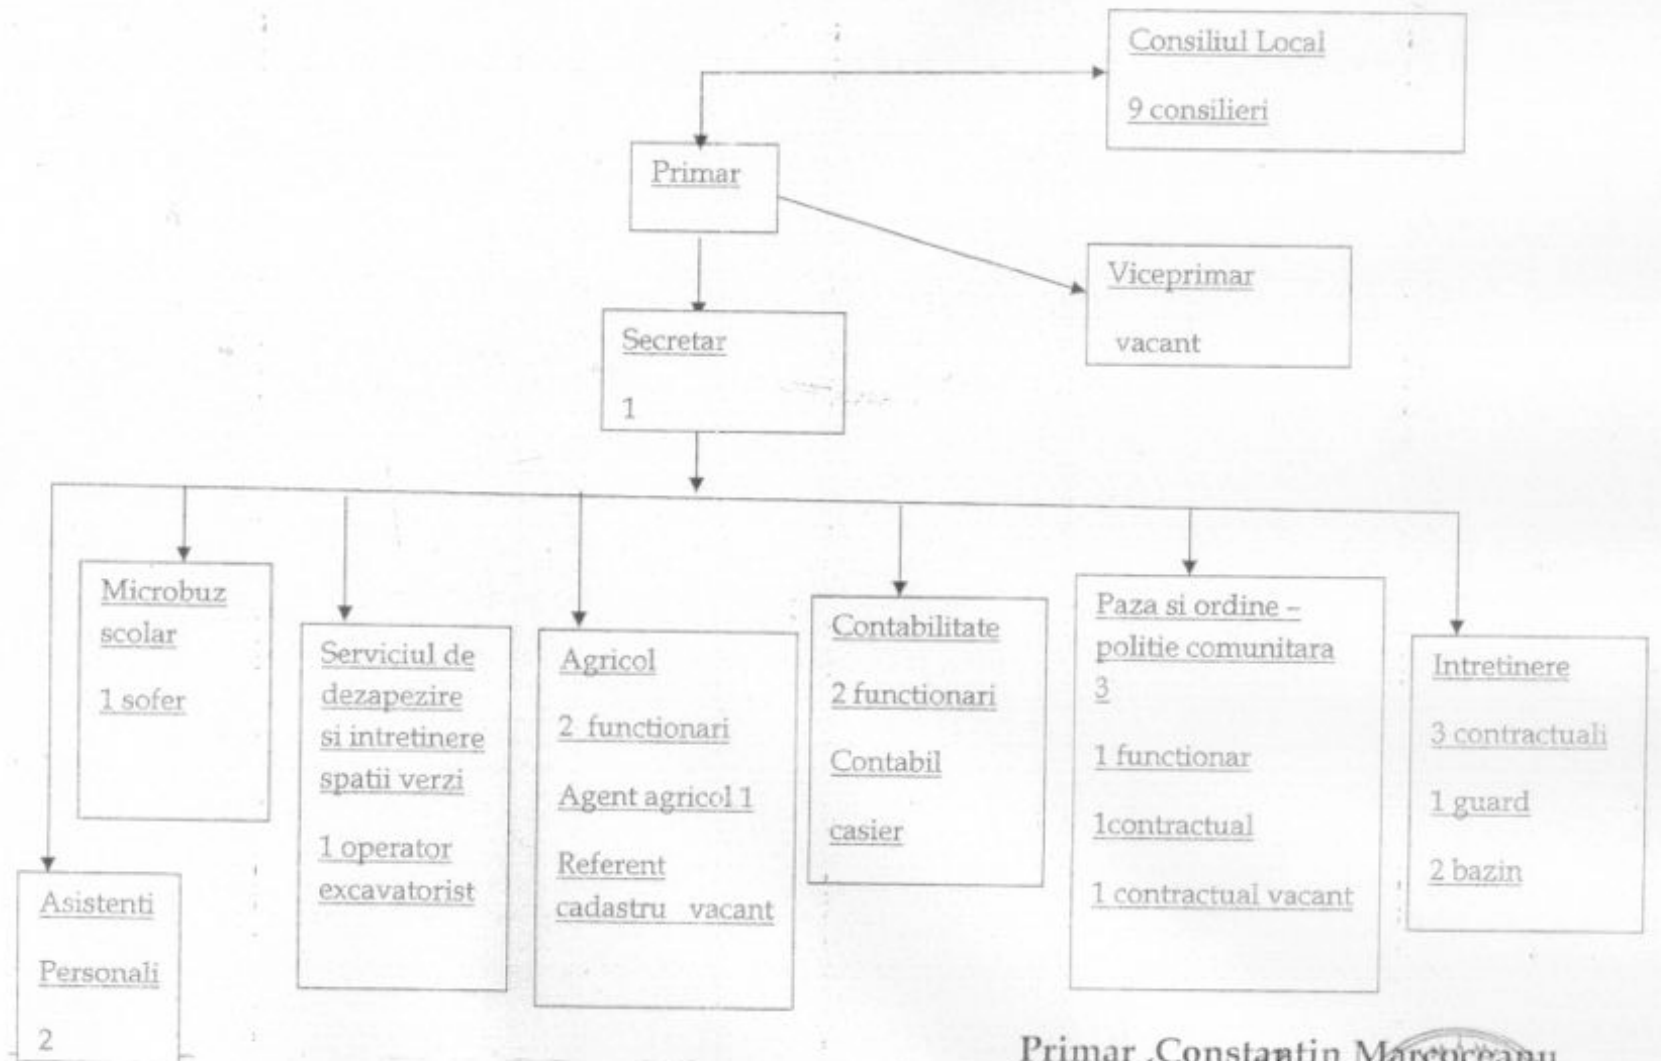 Consiliul Local
9 consilieri
Primar
Viceprimar
vacant
Secretar
1
Microbuz
scolar
1 sofer
Serviciul de
dezapezire
si intretinere
spatii verzi
1 operator
excavatorist
Agricol
2 functionari
Agent agricol 1
Referent
cadastru vacant
Contabilitate
2 functionari
Contabil
casier
Paza si ordine –
politie comunitara
3
1 functionar
1contractual
1 contractual vacant
Intretinere
3 contractuali
1 guard
2 bazin
Asistenti
Personali
2
Primar ,Constantin